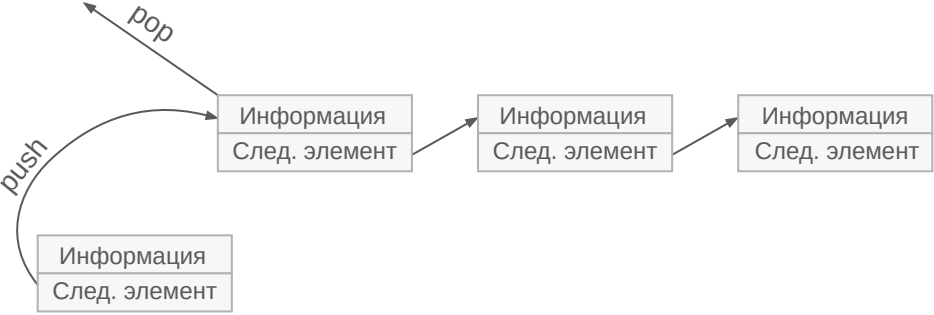 pop
push
Информация
След. элемент
Информация
След. элемент
Информация
След. элемент
Информация
След. элемент